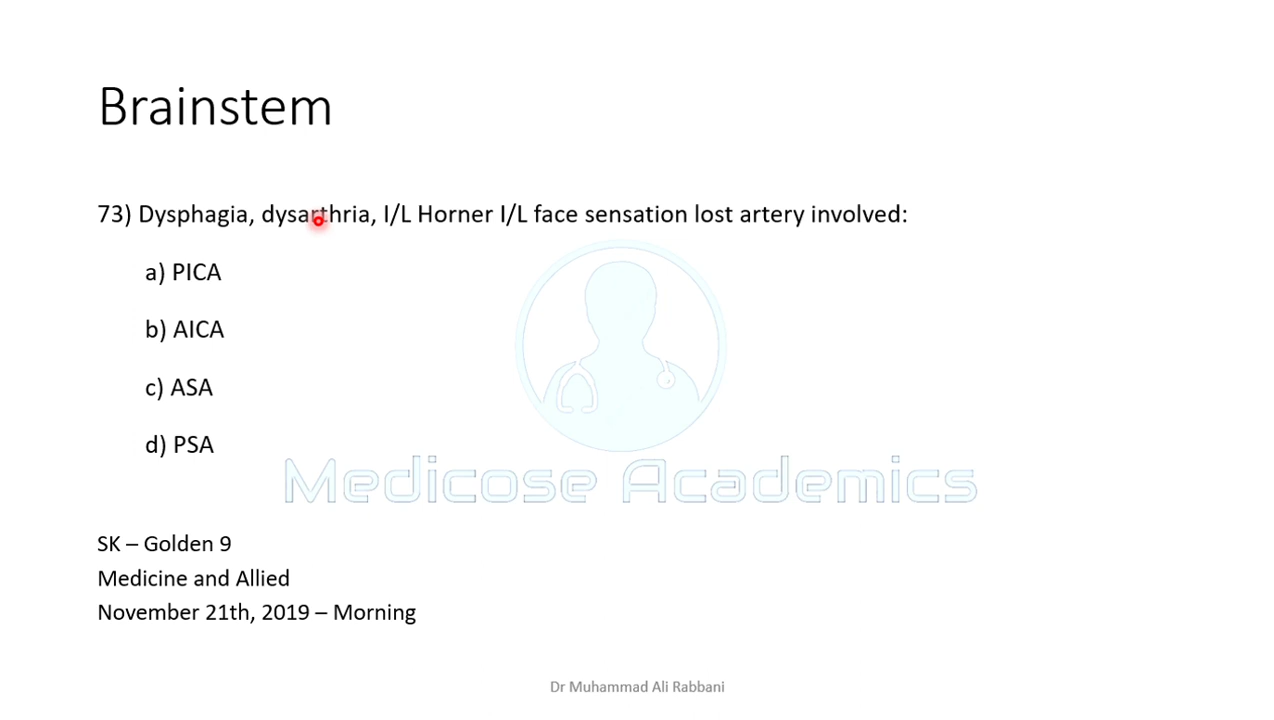 Brainstem
73) Dysphagia, dysarthria, I/L Horner I/L face sensation lost artery involved:
a) PICA
b) AICA
c) ASA
d) PSA
Medicose Academics
SK – Golden 9
Medicine and Allied
November 21th, 2019 – Morning
Dr Muhammad Ali Rabbani